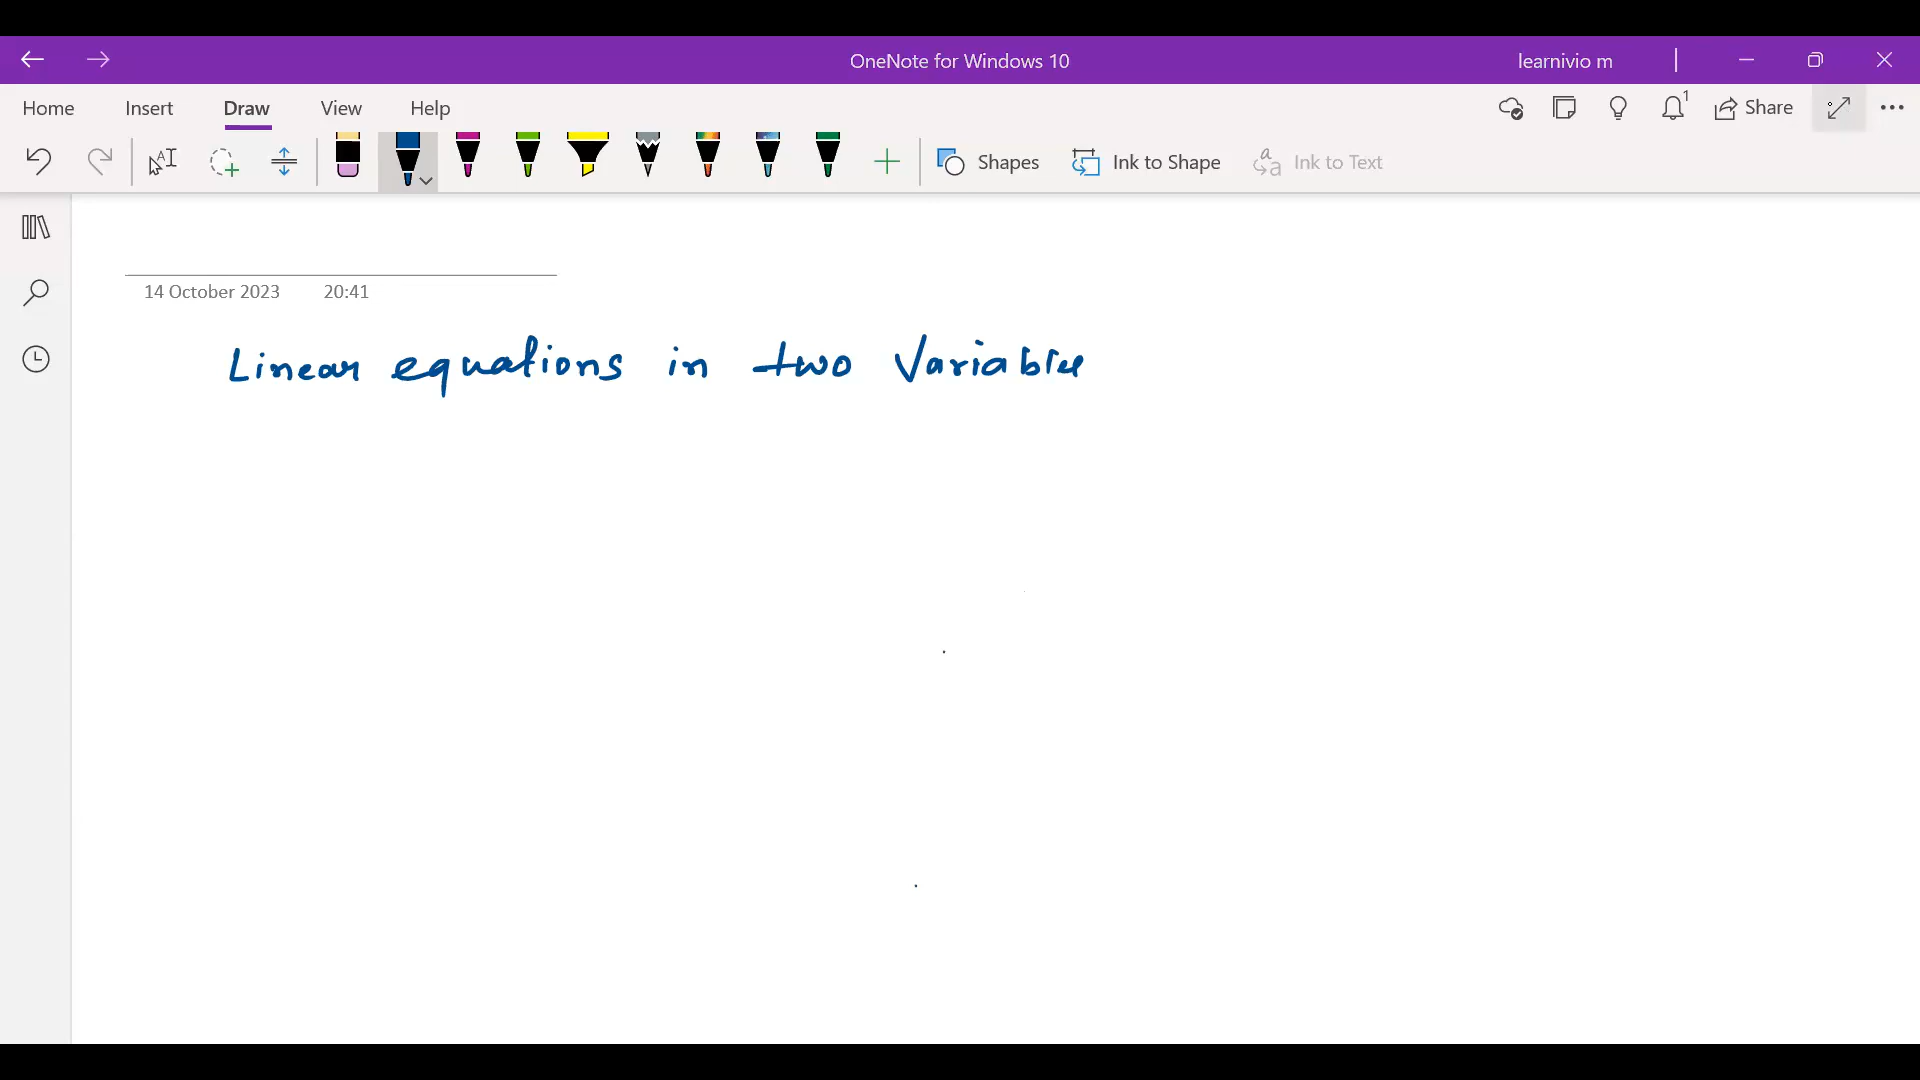 OneNote for Windows 10
learnivio m
Home Insert Draw View Help
1
Share
Shapes Ink to Shape Ink to Text
14 October 2023 20:41
Linear equations in two Variables